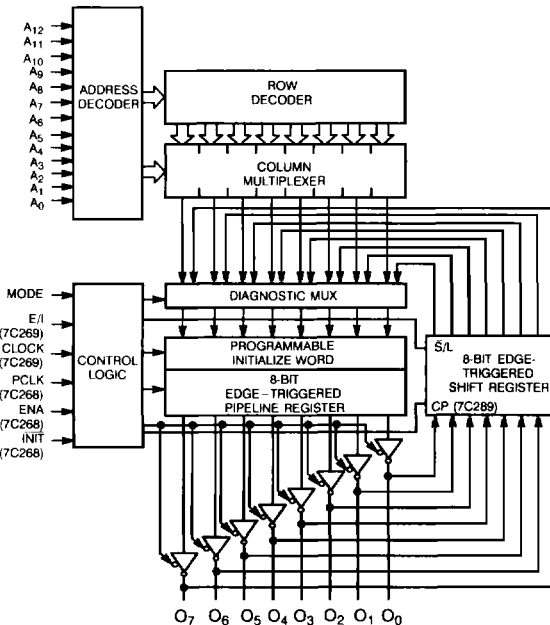 A12
A11
A10
A9
A8
A7
A6
A5
A4
A3
A2
A1
A0
ADDRESS
DECODER
ROW
DECODER
COLUMN
MULTIPLEXER
MODE
E/I
(7C269)
CLOCK
(7C269)
PCLK
(7C268)
ENA
(7C268)
INIT
(7C268)
CONTROL
LOGIC
DIAGNOSTIC MUX
PROGRAMMABLE
INITIALIZE WORD
8-BIT
EDGE-TRIGGERED
PIPELINE REGISTER
S/L
8-BIT EDGE-
TRIGGERED
SHIFT REGISTER
CP (7C289)
O7 O6 O5 O4 O3 O2 O1 O0